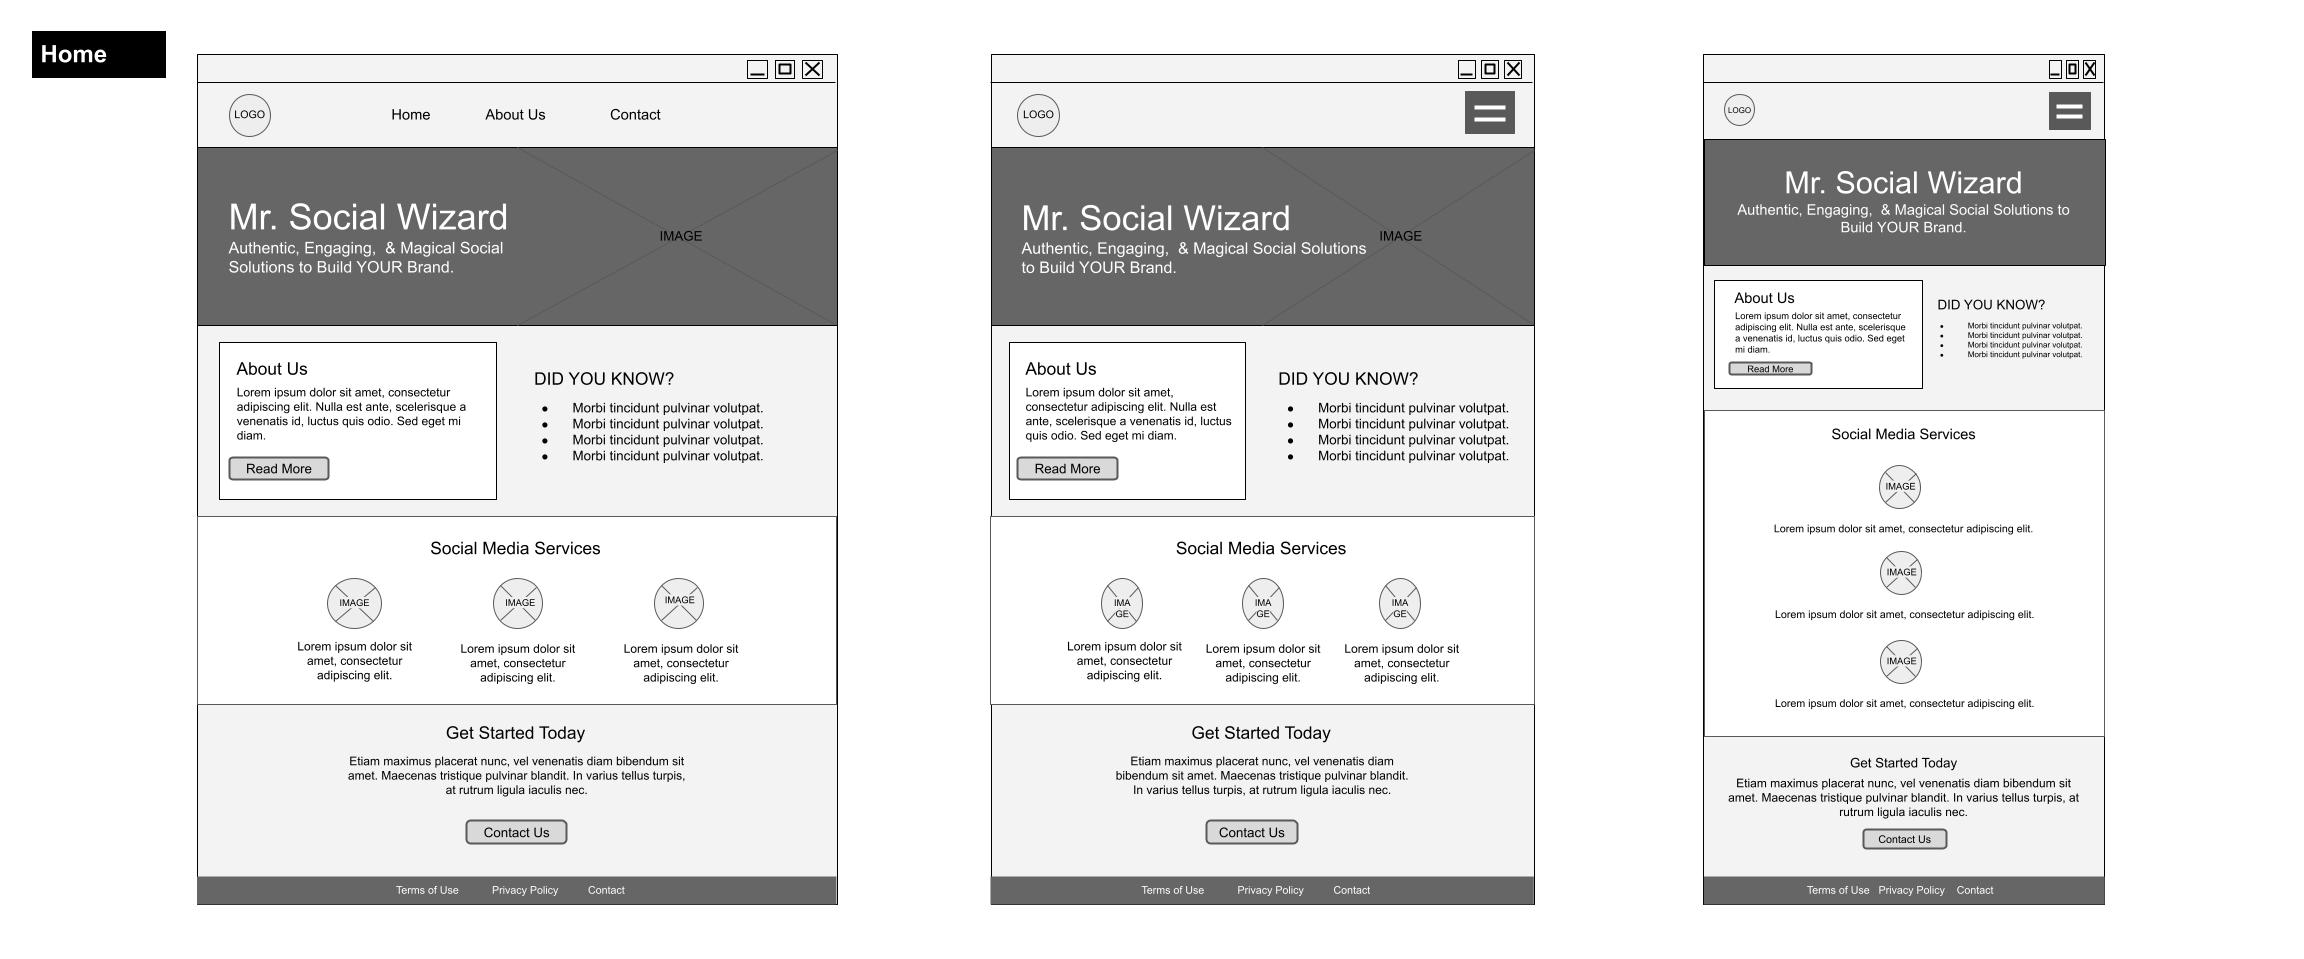 Home
LOGO
Home
About Us
Contact
Mr. Social Wizard
Authentic, Engaging,  & Magical Social
Solutions to Build YOUR Brand.
IMAGE
About Us
Lorem ipsum dolor sit amet, consectetur
adipiscing elit. Nulla est ante, scelerisque a
venenatis id, luctus quis odio. Sed eget mi
diam.
Read More
DID YOU KNOW?
● Morbi tincidunt pulvinar volutpat.
● Morbi tincidunt pulvinar volutpat.
● Morbi tincidunt pulvinar volutpat.
● Morbi tincidunt pulvinar volutpat.
Social Media Services
IMAGE
Lorem ipsum dolor sit
amet, consectetur
adipiscing elit.
IMAGE
Lorem ipsum dolor sit
amet, consectetur
adipiscing elit.
IMAGE
Lorem ipsum dolor sit
amet, consectetur
adipiscing elit.
Get Started Today
Etiam maximus placerat nunc, vel venenatis diam bibendum sit
amet. Maecenas tristique pulvinar blandit. In varius tellus turpis,
at rutrum ligula iaculis nec.
Contact Us
Terms of Use
Privacy Policy
Contact
LOGO
Mr. Social Wizard
Authentic, Engaging,  & Magical Social Solutions
to Build YOUR Brand.
IMAGE
About Us
Lorem ipsum dolor sit amet,
consectetur adipiscing elit. Nulla est
ante, scelerisque a venenatis id, luctus
quis odio. Sed eget mi diam.
Read More
DID YOU KNOW?
● Morbi tincidunt pulvinar volutpat.
● Morbi tincidunt pulvinar volutpat.
● Morbi tincidunt pulvinar volutpat.
● Morbi tincidunt pulvinar volutpat.
Social Media Services
IMA
GE
Lorem ipsum dolor sit
amet, consectetur
adipiscing elit.
IMA
GE
Lorem ipsum dolor sit
amet, consectetur
adipiscing elit.
IMA
GE
Lorem ipsum dolor sit
amet, consectetur
adipiscing elit.
Get Started Today
Etiam maximus placerat nunc, vel venenatis diam
bibendum sit amet. Maecenas tristique pulvinar blandit.
In varius tellus turpis, at rutrum ligula iaculis nec.
Contact Us
Terms of Use
Privacy Policy
Contact
LOGO
Mr. Social Wizard
Authentic, Engaging,  & Magical Social Solutions to
Build YOUR Brand.
About Us
Lorem ipsum dolor sit amet, consectetur
adipiscing elit. Nulla est ante, scelerisque
a venenatis id, luctus quis odio. Sed eget
mi diam.
Read More
DID YOU KNOW?
● Morbi tincidunt pulvinar volutpat.
● Morbi tincidunt pulvinar volutpat.
● Morbi tincidunt pulvinar volutpat.
● Morbi tincidunt pulvinar volutpat.
Social Media Services
IMAGE
Lorem ipsum dolor sit amet, consectetur adipiscing elit.
IMAGE
Lorem ipsum dolor sit amet, consectetur adipiscing elit.
IMAGE
Lorem ipsum dolor sit amet, consectetur adipiscing elit.
Get Started Today
Etiam maximus placerat nunc, vel venenatis diam bibendum sit
amet. Maecenas tristique pulvinar blandit. In varius tellus turpis, at
rutrum ligula iaculis nec.
Contact Us
Terms of Use
Privacy Policy
Contact